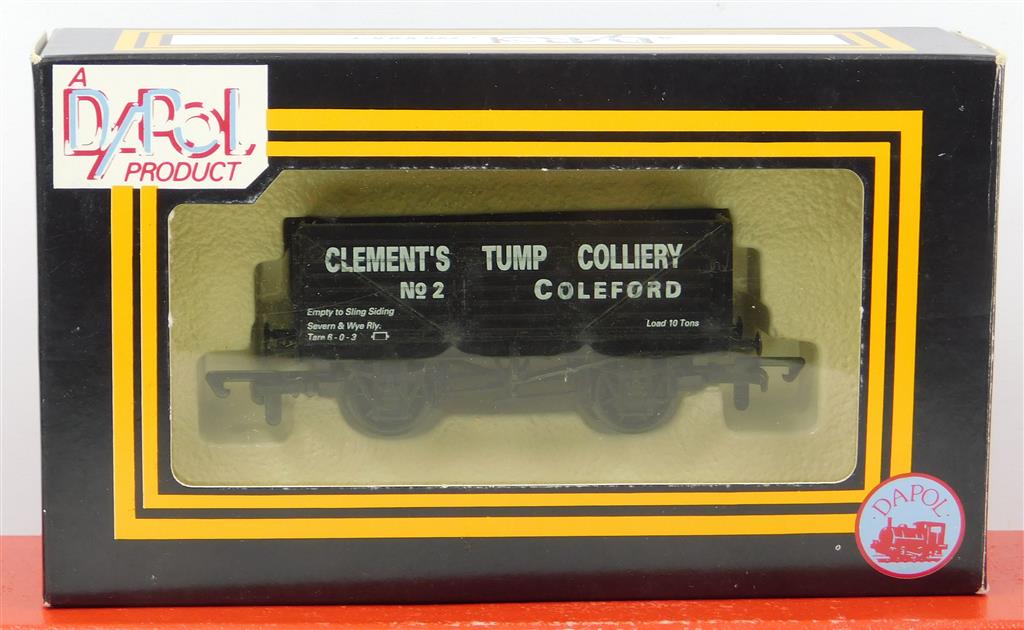 A
DAPOL
PRODUCT
CLEMENT'S TUMP COLLIERY
No 2 COLEFORD
Empty to Sling Siding
Severn & Wye Rly.
Tare 6-0-3
Load 10 Tons
DAPOL